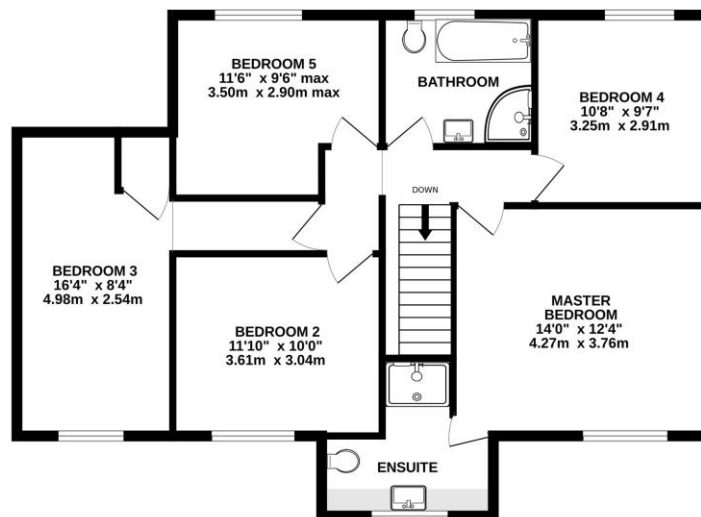 BEDROOM 5
11'6" x 9'6" max
3.50m x 2.90m max
BATHROOM
BEDROOM 4
10'8" x 9'7"
3.25m x 2.91m
DOWN
BEDROOM 3
16'4" x 8'4"
4.98m x 2.54m
BEDROOM 2
11'10" x 10'0"
3.61m x 3.04m
MASTER
BEDROOM
14'0" x 12'4"
4.27m x 3.76m
ENSUITE